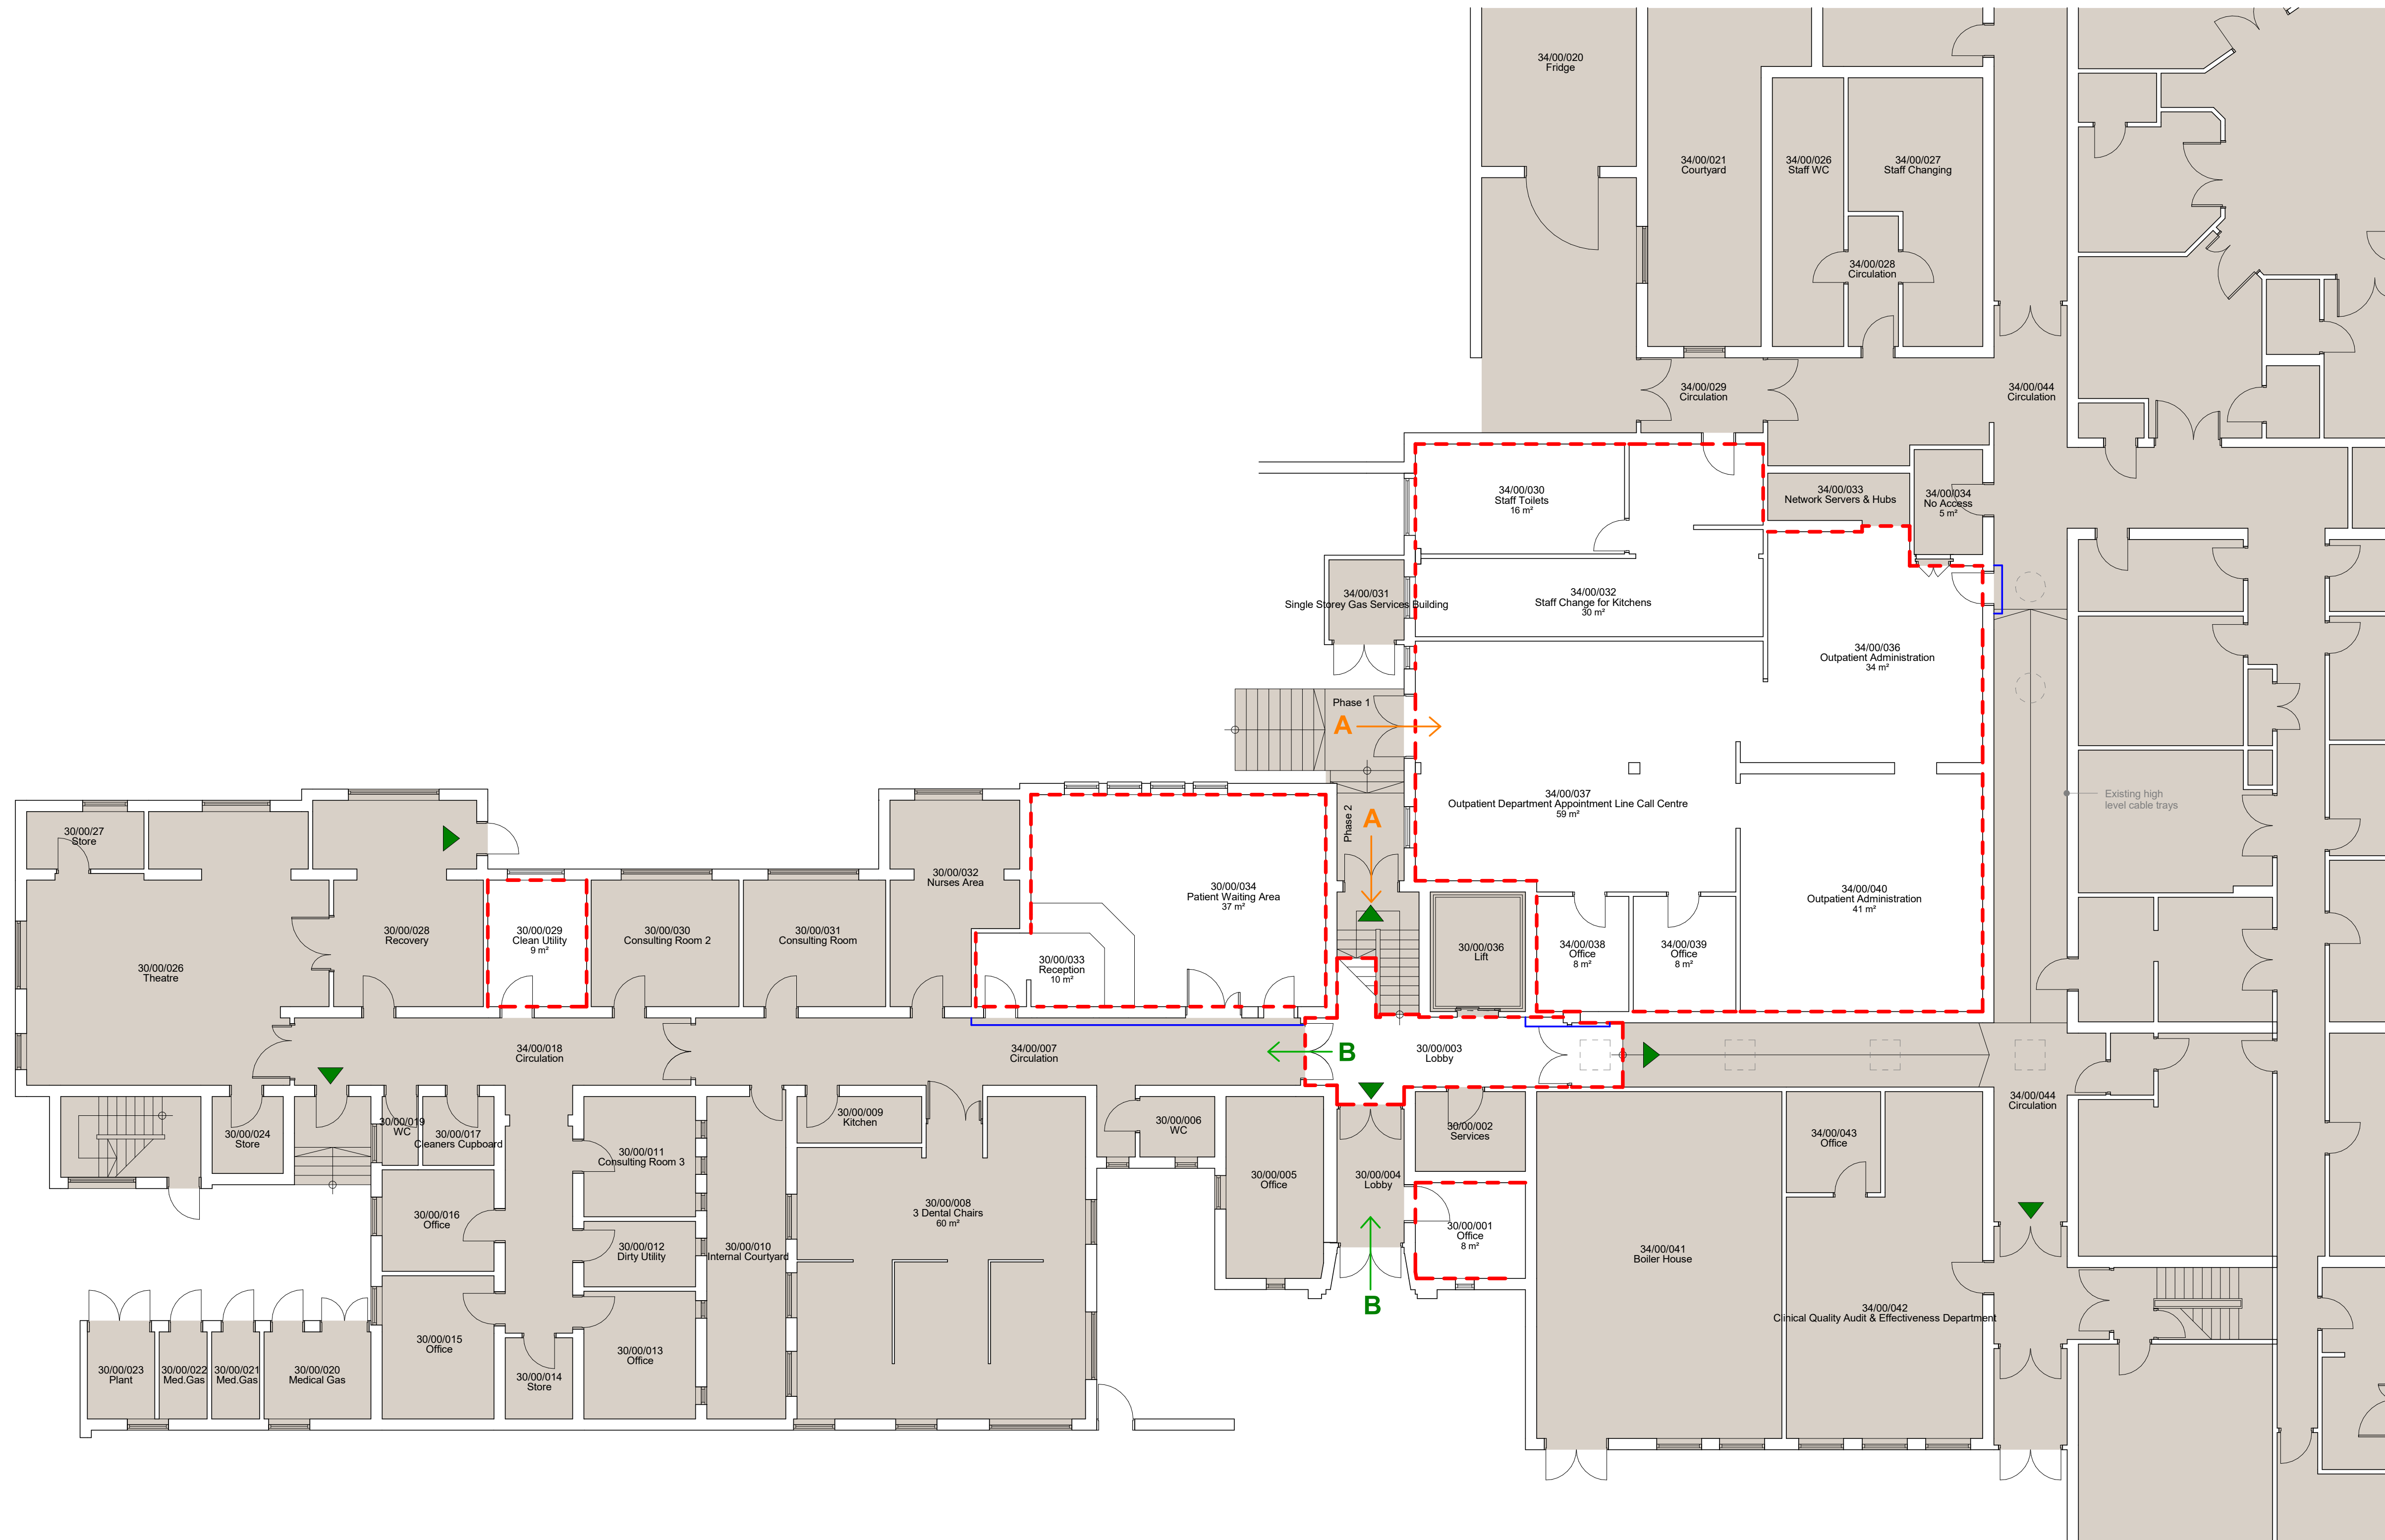 34/00/020
Fridge
34/00/021
Courtyard
34/00/026
Staff WC
34/00/027
Staff Changing
34/00/028
Circulation
34/00/029
Circulation
34/00/044
Circulation
34/00/030
Staff Toilets
16 m²
34/00/033
Network Servers & Hubs
34/00/034
No Access
5 m²
34/00/031
Single Storey Gas Services Building
34/00/032
Staff Change for Kitchens
30 m²
34/00/036
Outpatient Administration
34 m²
Phase 1
A
34/00/037
Outpatient Department Appointment Line Call Centre
59 m²
Existing high
level cable trays
Phase 2
A
30/00/27
Store
30/00/032
Nurses Area
30/00/034
Patient Waiting Area
37 m²
34/00/040
Outpatient Administration
41 m²
30/00/028
Recovery
30/00/029
Clean Utility
9 m²
30/00/030
Consulting Room 2
30/00/031
Consulting Room
30/00/033
Reception
10 m²
30/00/036
Lift
34/00/038
Office
8 m²
34/00/039
Office
8 m²
30/00/026
Theatre
34/00/018
Circulation
34/00/007
Circulation
B
30/00/003
Lobby
34/00/044
Circulation
30/00/024
Store
30/00/019
WC
30/00/017
Cleaners Cupboard
30/00/011
Consulting Room 3
30/00/009
Kitchen
30/00/006
WC
30/00/002
Services
34/00/043
Office
30/00/005
Office
30/00/004
Lobby
30/00/016
Office
30/00/012
Dirty Utility
30/00/010
Internal Courtyard
30/00/008
3 Dental Chairs
60 m²
30/00/001
Office
8 m²
34/00/041
Boiler House
B
34/00/042
Clinical Quality Audit & Effectiveness Department
30/00/015
Office
30/00/013
Office
30/00/023
Plant
30/00/022
Med.Gas
30/00/021
Med.Gas
30/00/020
Medical Gas
30/00/014
Store